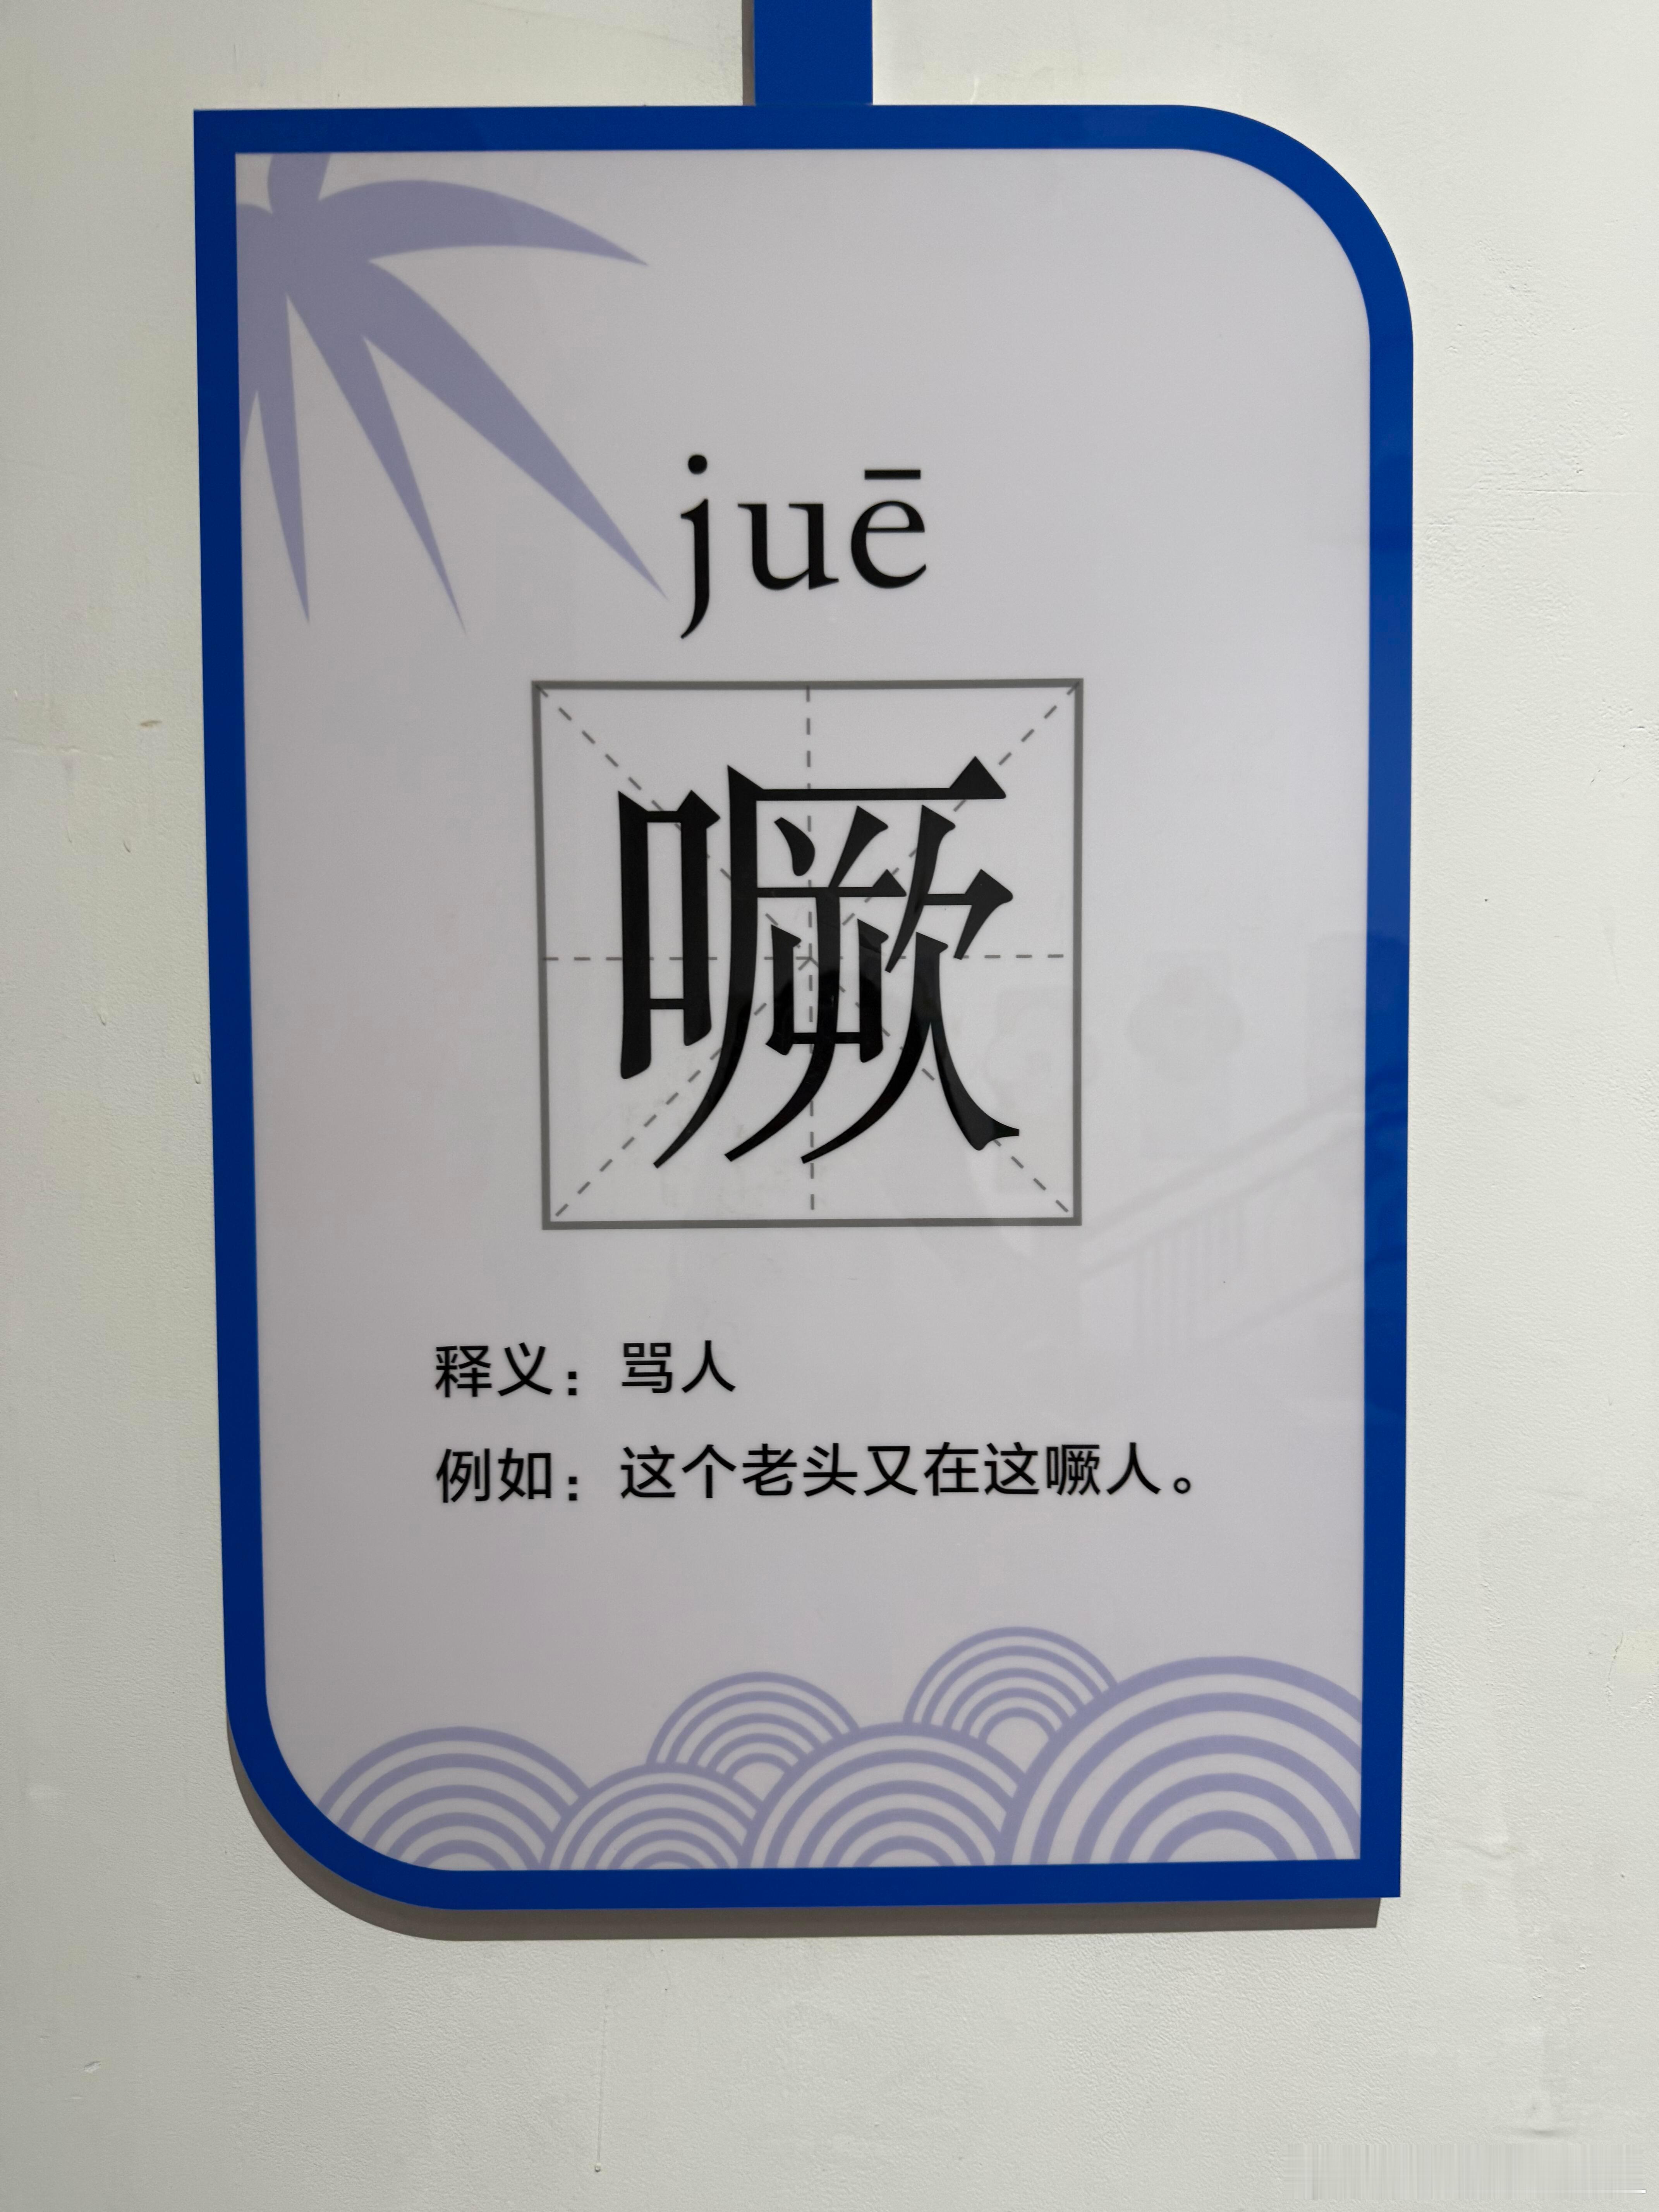 juē
噘
释义：骂人
例如：这个老头又在这噘人。